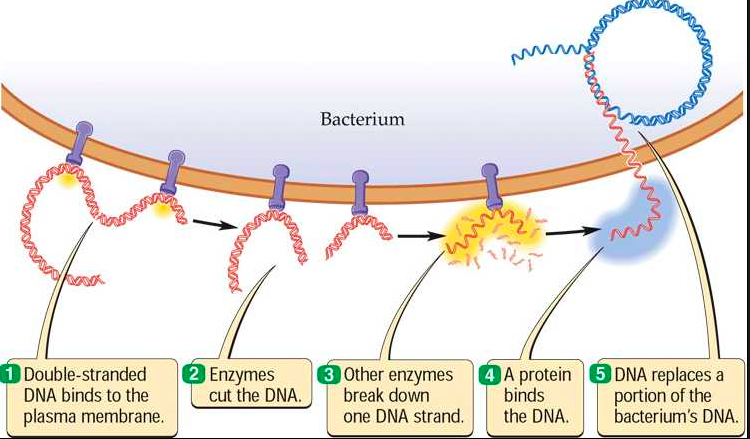 Bacterium
1 Double-stranded
DNA binds to the
plasma membrane.
2 Enzymes
cut the DNA.
3 Other enzymes
break down
one DNA strand.
4 A protein
binds
the DNA.
5 DNA replaces a
portion of the
bacterium's DNA.